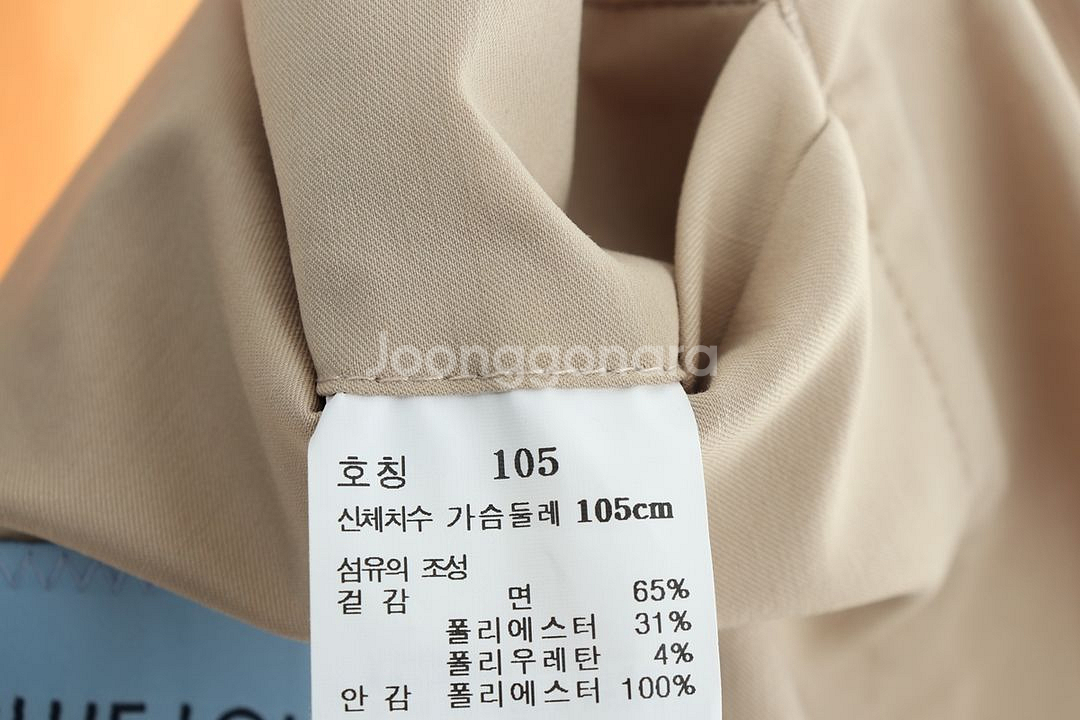 Joonggonara
호칭 105
신체치수 가슴둘레 105cm
섬유의 조성
겉 감 면 65%
폴리에스터 31%
폴리우레탄 4%
안 감 폴리에스터 100%